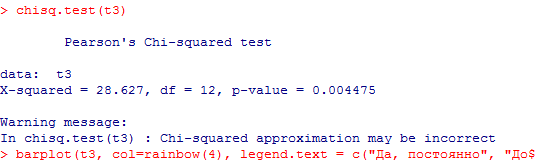 > chisq.test(t3)
Pearson's Chi-squared test
data: t3
X-squared = 28.627, df = 12, p-value = 0.004475
Warning message:
In chisq.test(t3) : Chi-squared approximation may be incorrect
> barplot(t3, col=rainbow(4), legend.text = c("Да, постоянно", "До$